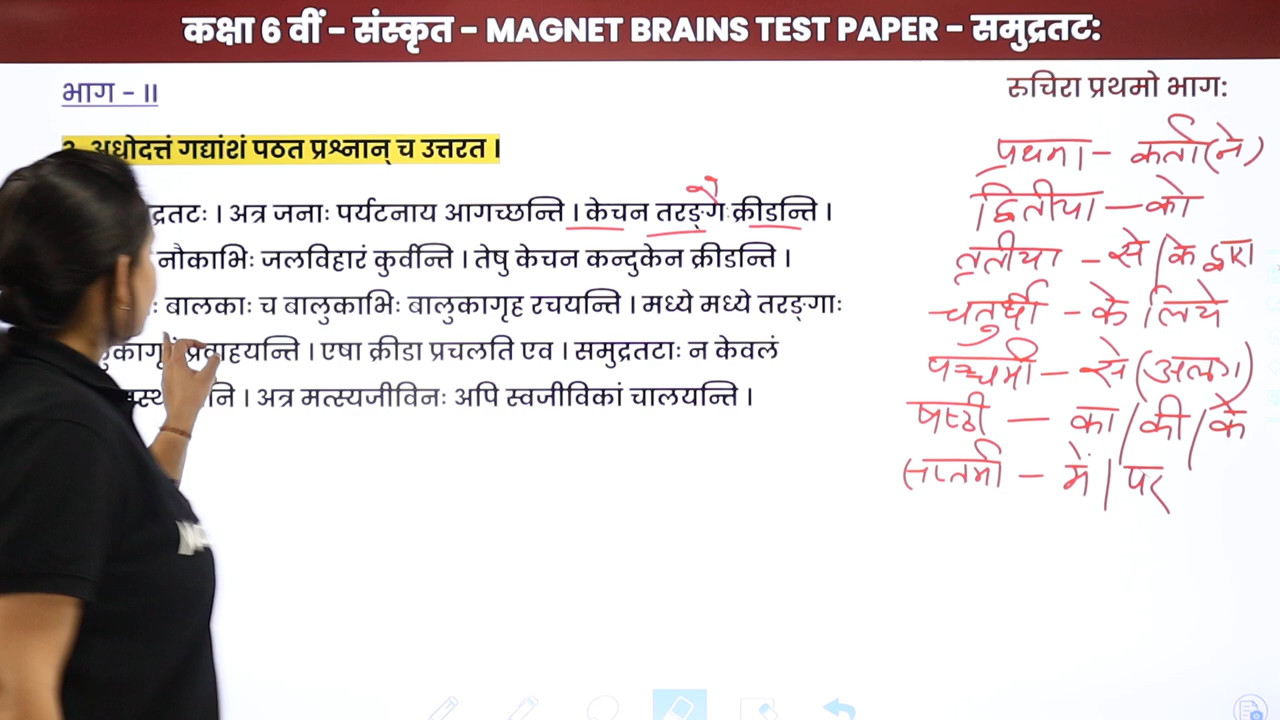 कक्षा 6 वीं - संस्कृत - MAGNET BRAINS TEST PAPER - समुद्रतट:
भाग - II
रुचिरा प्रथमो भाग:
अधोदत्तं गद्यांशं पठत प्रश्नान् च उत्तरत ।
। अत्र जनाः पर्यटनाय आगच्छन्ति । केचन तरङ्गैः क्रीडन्ति ।
नौकाभिः जलविहारं कुर्वन्ति । तेषु केचन कन्दुकेन क्रीडन्ति ।
बालकाः च बालुकाभिः बालुकागृह रचयन्ति । मध्ये मध्ये तरङ्गाः
प्रवाहयन्ति । एषा क्रीडा प्रचलति एव । समुद्रतटाः न केवलं
। अत्र मत्स्यजीविनः अपि स्वजीविकां चालयन्ति ।
प्रथमा - कर्ता (ने)
द्वितीया - को
तृतीया - से / के द्वारा
चतुर्थी - के लिये
पञ्चमी - से (अलग)
षष्ठी - का / की / के
सप्तमी - में / पर